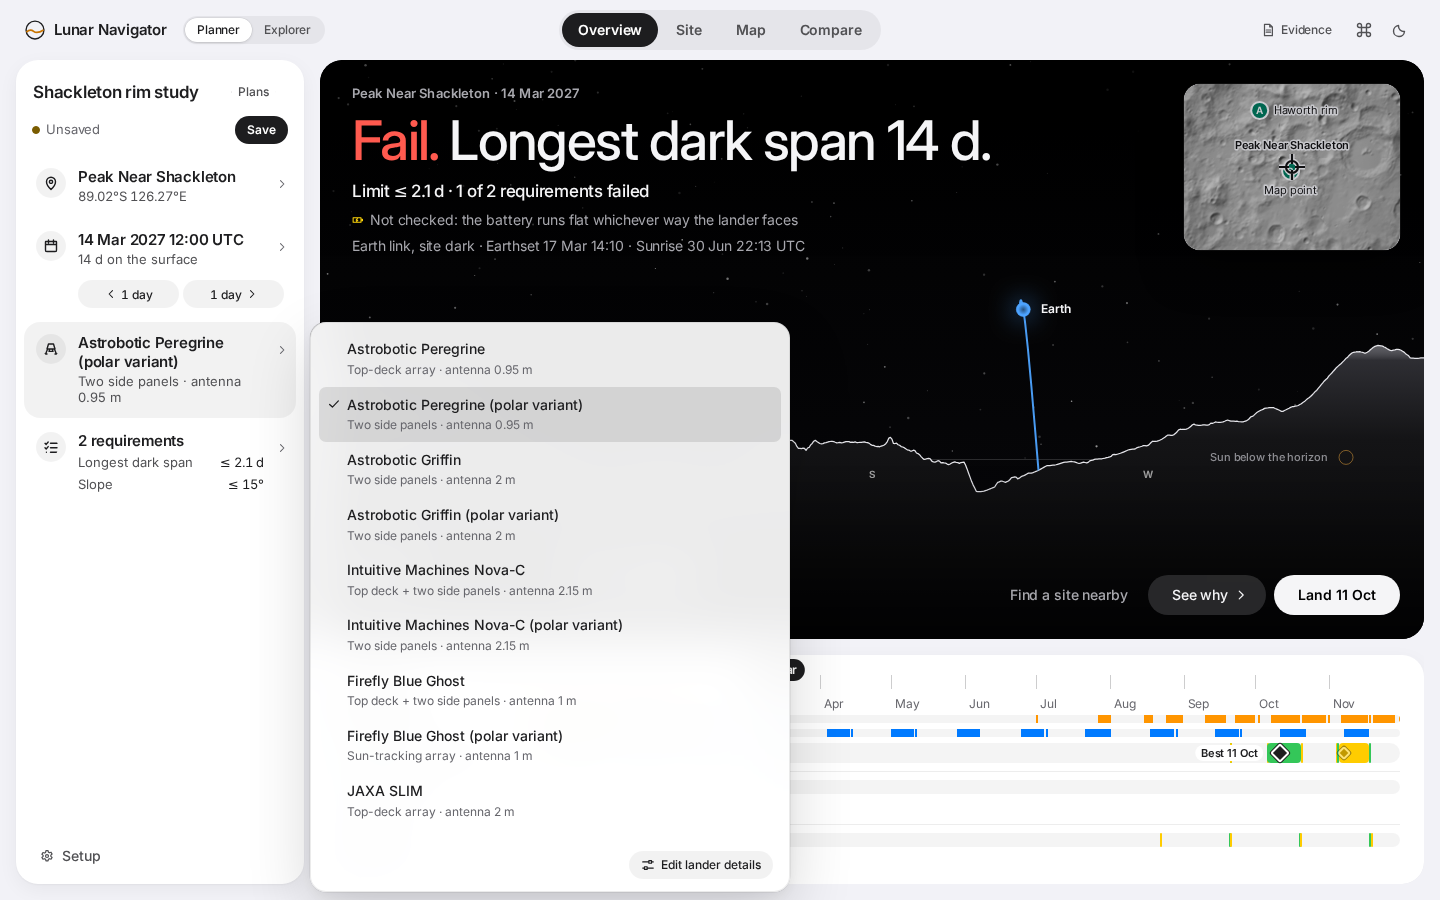 Lunar Navigator
Planner
Explorer
Overview
Site
Map
Compare
Evidence
Shackleton rim study
Plans
Unsaved
Save
Peak Near Shackleton
89.02°S 126.27°E
14 Mar 2027 12:00 UTC
14 d on the surface
1 day
1 day
Astrobotic Peregrine
(polar variant)
Two side panels · antenna
0.95 m
2 requirements
Longest dark span ≤ 2.1 d
Slope ≤ 15°
Setup
Peak Near Shackleton · 14 Mar 2027
Fail. Longest dark span 14 d.
Limit ≤ 2.1 d · 1 of 2 requirements failed
Not checked: the battery runs flat whichever way the lander faces
Earth link, site dark · Earthset 17 Mar 14:10 · Sunrise 30 Jun 22:13 UTC
A Haworth rim
Peak Near Shackleton
Map point
Earth
S
W
Sun below the horizon
Find a site nearby
See why
Land 11 Oct
Astrobotic Peregrine
Top-deck array · antenna 0.95 m
Astrobotic Peregrine (polar variant)
Two side panels · antenna 0.95 m
Astrobotic Griffin
Two side panels · antenna 2 m
Astrobotic Griffin (polar variant)
Two side panels · antenna 2 m
Intuitive Machines Nova-C
Top deck + two side panels · antenna 2.15 m
Intuitive Machines Nova-C (polar variant)
Two side panels · antenna 2.15 m
Firefly Blue Ghost
Top deck + two side panels · antenna 1 m
Firefly Blue Ghost (polar variant)
Sun-tracking array · antenna 1 m
JAXA SLIM
Top-deck array · antenna 2 m
Edit lander details
Apr
May
Jun
Jul
Aug
Sep
Oct
Nov
Best 11 Oct